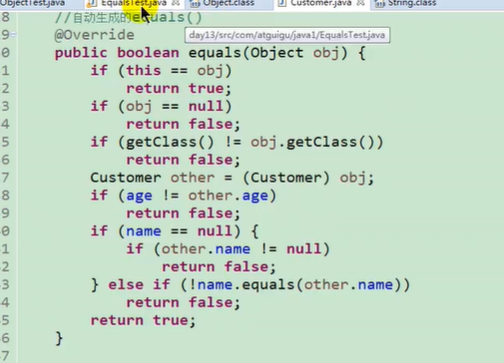 ObjectTest.java EqualsTest.java Object.class Customer.java String.class
8 //自动生成的equals()
9 @Override
day13/src/com/atguigu/java1/EqualsTest.java
0 public boolean equals(Object obj) {
1 if (this == obj)
2 return true;
3 if (obj == null)
4 return false;
5 if (getClass() != obj.getClass())
6 return false;
7 Customer other = (Customer) obj;
8 if (age != other.age)
9 return false;
0 if (name == null) {
1 if (other.name != null)
2 return false;
3 } else if (!name.equals(other.name))
4 return false;
5 return true;
6 }
7